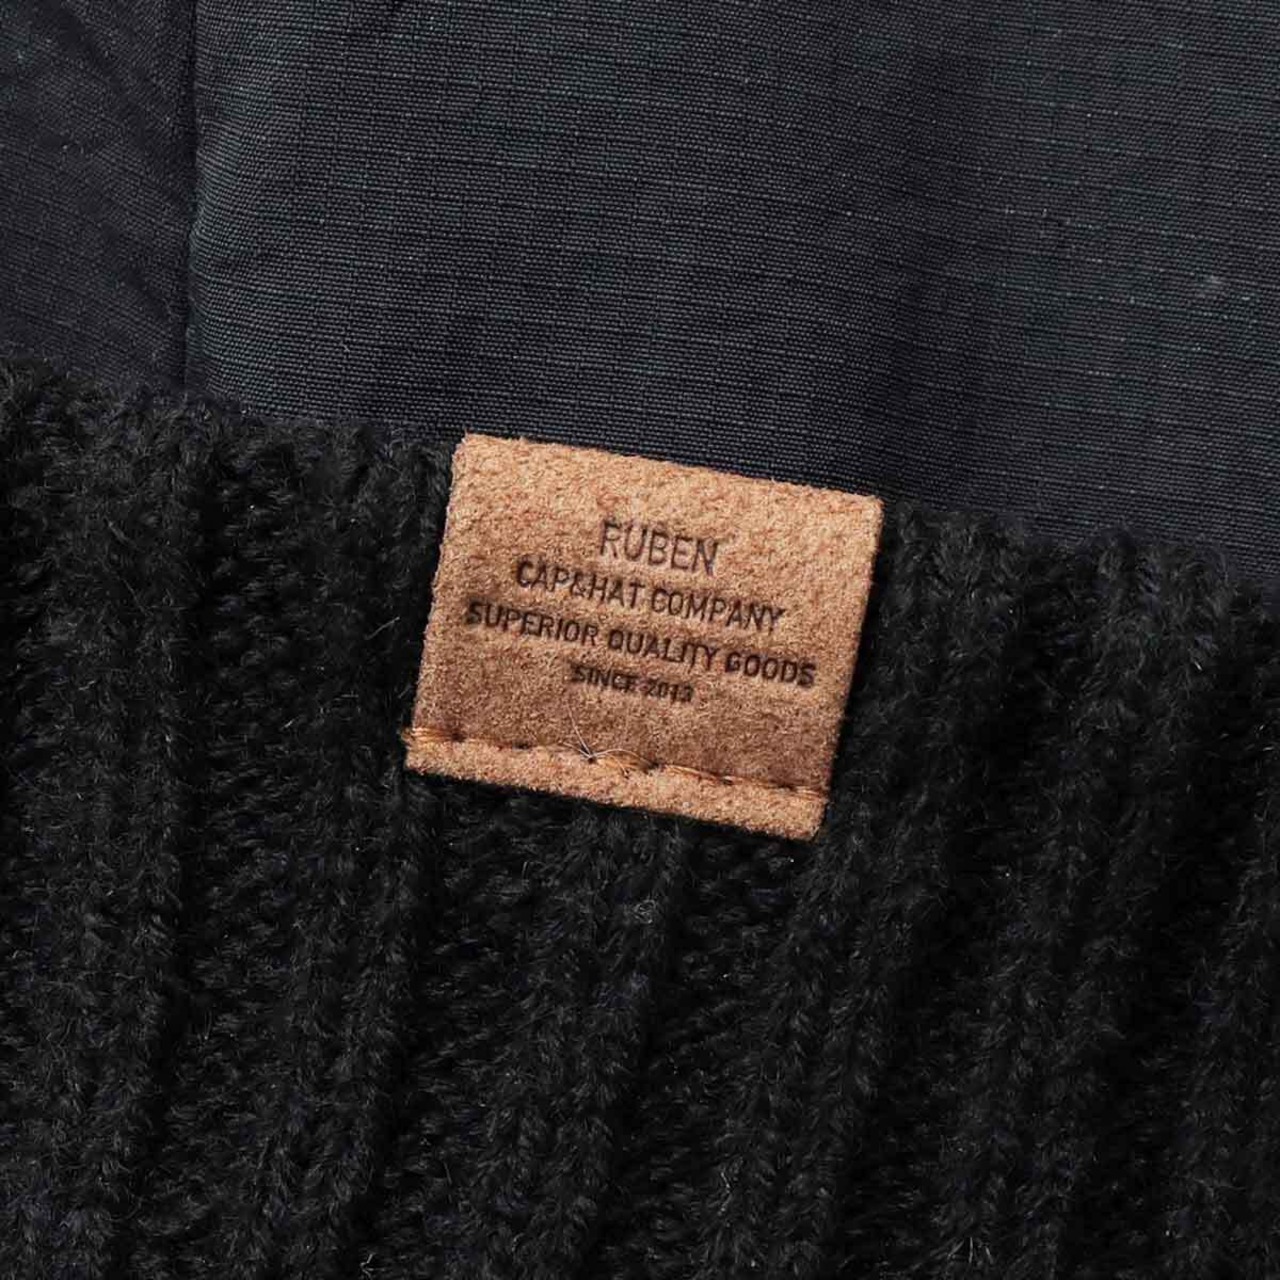 RUBEN
CAP&HAT COMPANY
SUPERIOR QUALITY GOODS
SINCE 2013